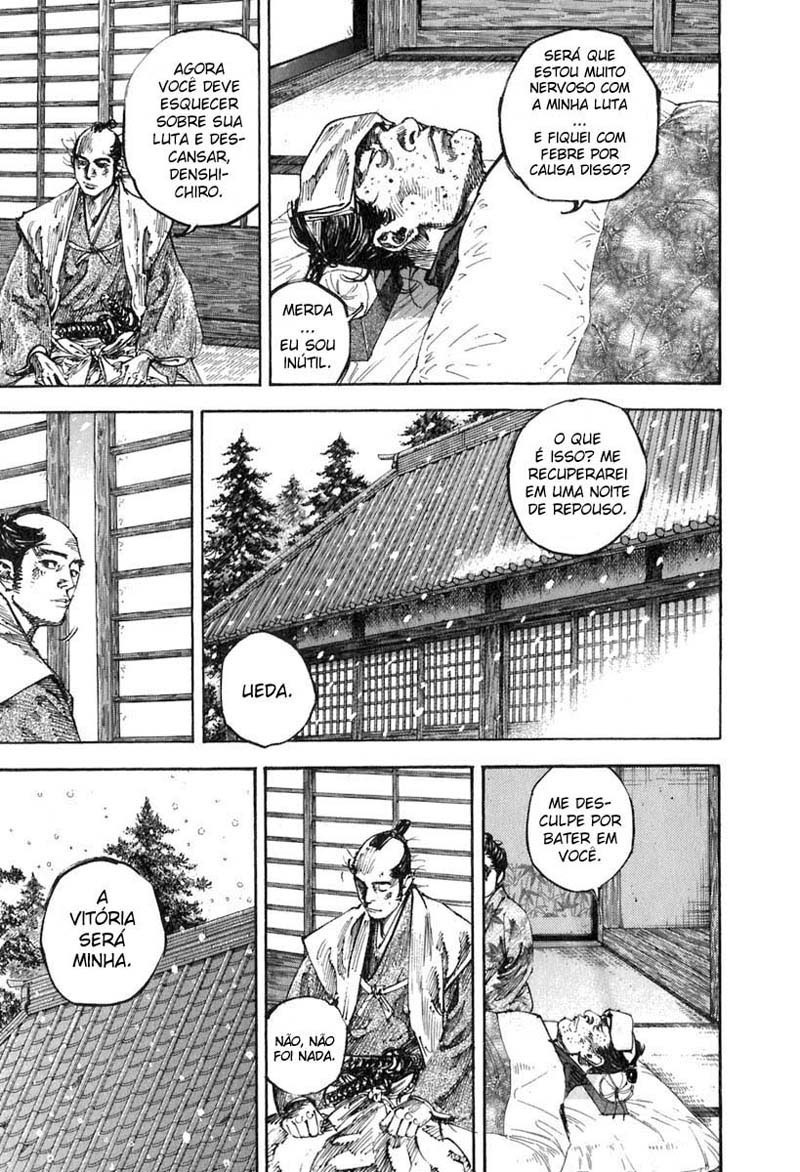 SERÁ QUE
ESTOU MUITO
NERVOSO COM
A MINHA LUTA
...
E FIQUEI COM
FEBRE POR
CAUSA DISSO?
MERDA
...
EU SOU
INÚTIL.
AGORA
VOCÊ DEVE
ESQUECER
SOBRE SUA
LUTA E DES-
CANSAR,
DENSHI-
CHIRO.
O QUE
É ISSO? ME
RECUPERAREI
EM UMA NOITE
DE REPOUSO.
UEDA.
ME DES-
CULPE POR
BATER EM
VOCÊ.
NÃO, NÃO
FOI NADA.
A
VITÓRIA
SERÁ
MINHA.